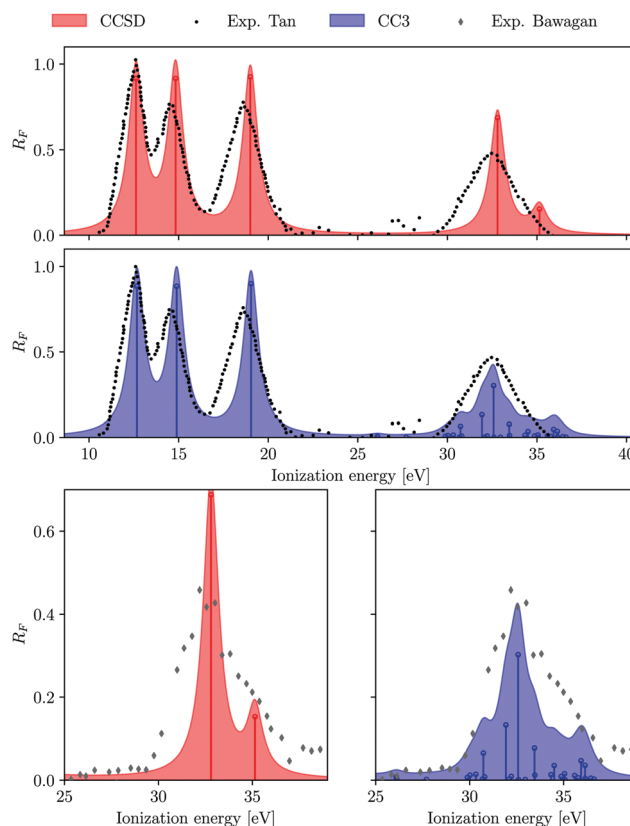 CCSD Exp. Tan CC3 Exp. Bawagan
1.0
0.5
0.0
R_F
1.0
0.5
0.0
R_F
10 15 20 25 30 35 40
Ionization energy [eV]
0.6
0.4
0.2
0.0
R_F
25 30 35
Ionization energy [eV]
25 30 35
Ionization energy [eV]